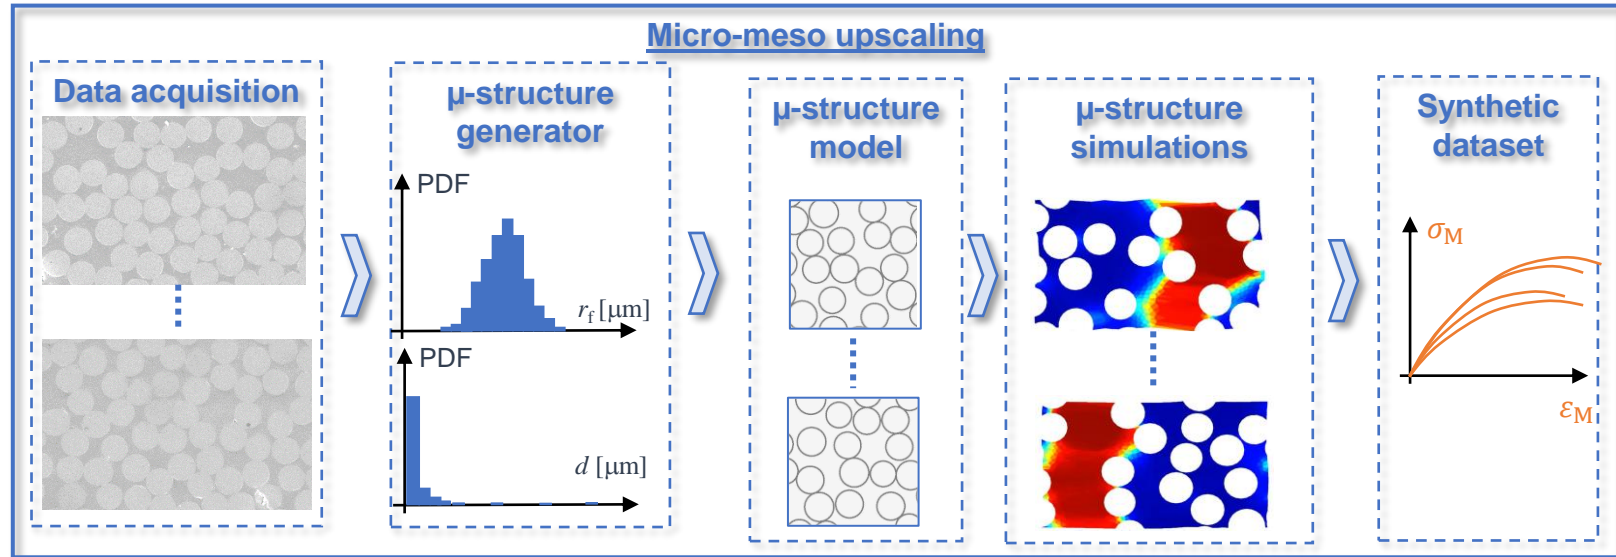 Micro-meso upscaling
Data acquisition
μ-structure
generator
PDF
r_f [μm]
PDF
d [μm]
μ-structure
model
μ-structure
simulations
Synthetic
dataset
σ_M
ε_M